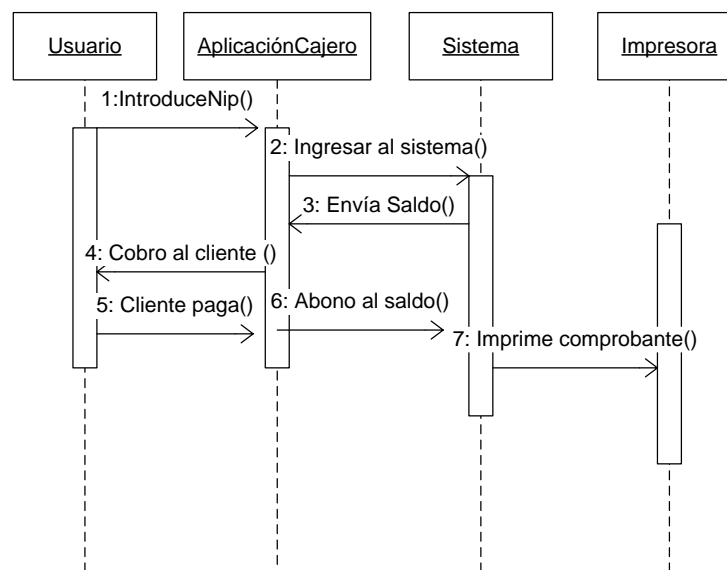 Usuario
AplicaciónCajero
Sistema
Impresora
1:IntroduceNip()
2: Ingresar al sistema()
3: Envía Saldo()
4: Cobro al cliente ()
5: Cliente paga()
6: Abono al saldo()
7: Imprime comprobante()